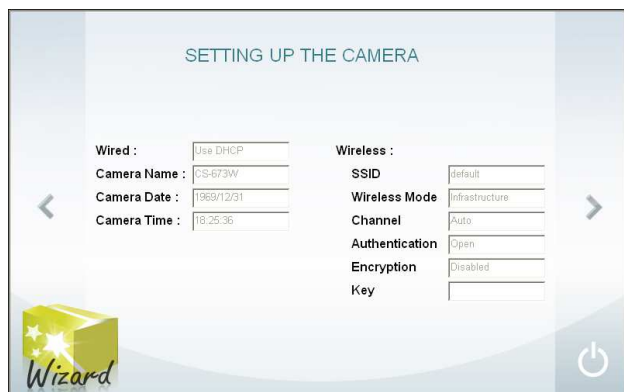 SETTING UP THE CAMERA
Wired : Use DHCP
Camera Name : CS-673W
Camera Date : 1969/12/31
Camera Time : 18:25:36
Wireless :
SSID default
Wireless Mode Infrastructure
Channel Auto
Authentication Open
Encryption Disabled
Key
Wizard